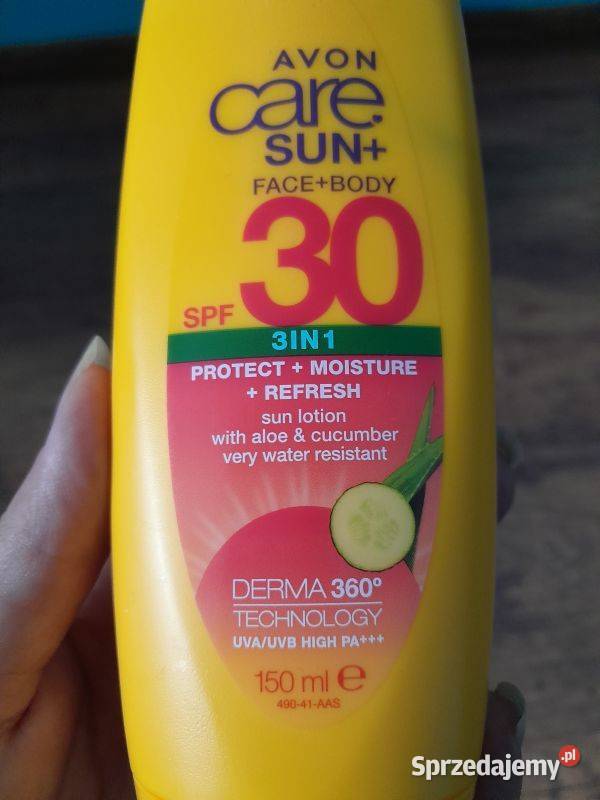 AVON
care
SUN+
FACE+BODY
SPF 30
3IN1
PROTECT + MOISTURE
+ REFRESH
sun lotion
with aloe & cucumber
very water resistant
DERMA 360°
TECHNOLOGY
UVA/UVB HIGH PA+++
150 ml e
490-41-AAS
Sprzedajemy.pl